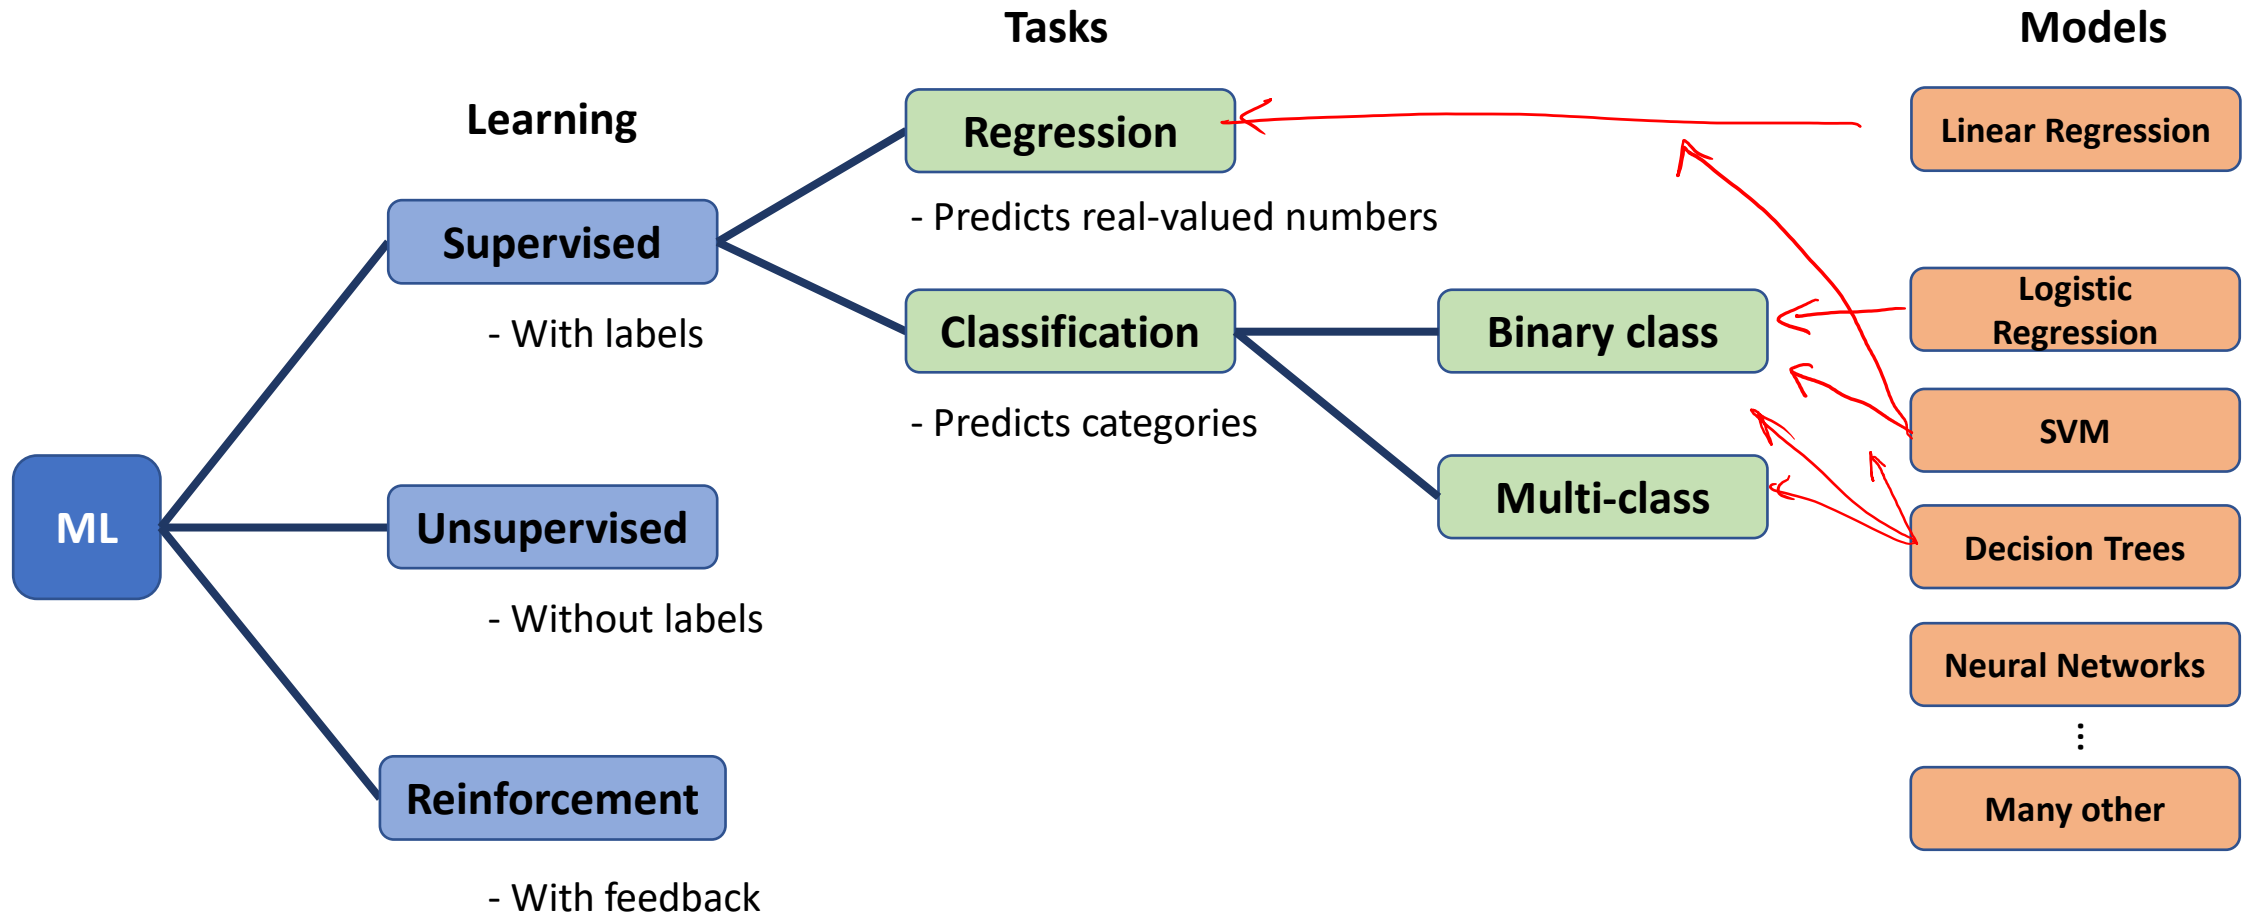 Tasks
Models
Learning
Regression
Linear Regression
- Predicts real-valued numbers
Supervised
- With labels
Classification
Binary class
Logistic
Regression
- Predicts categories
SVM
Multi-class
ML
Unsupervised
Decision Trees
- Without labels
Neural Networks
⋮
Reinforcement
Many other
- With feedback